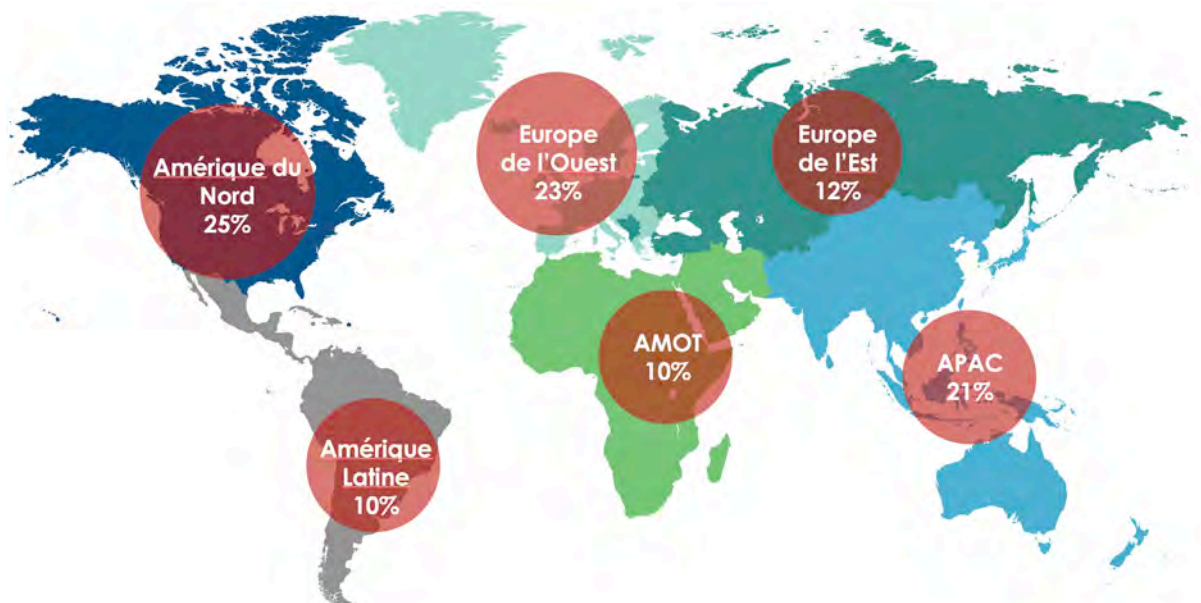 Amérique du
Nord
25%
Europe
de l'Ouest
23%
Europe
de l'Est
12%
AMOT
10%
APAC
21%
Amérique
Latine
10%